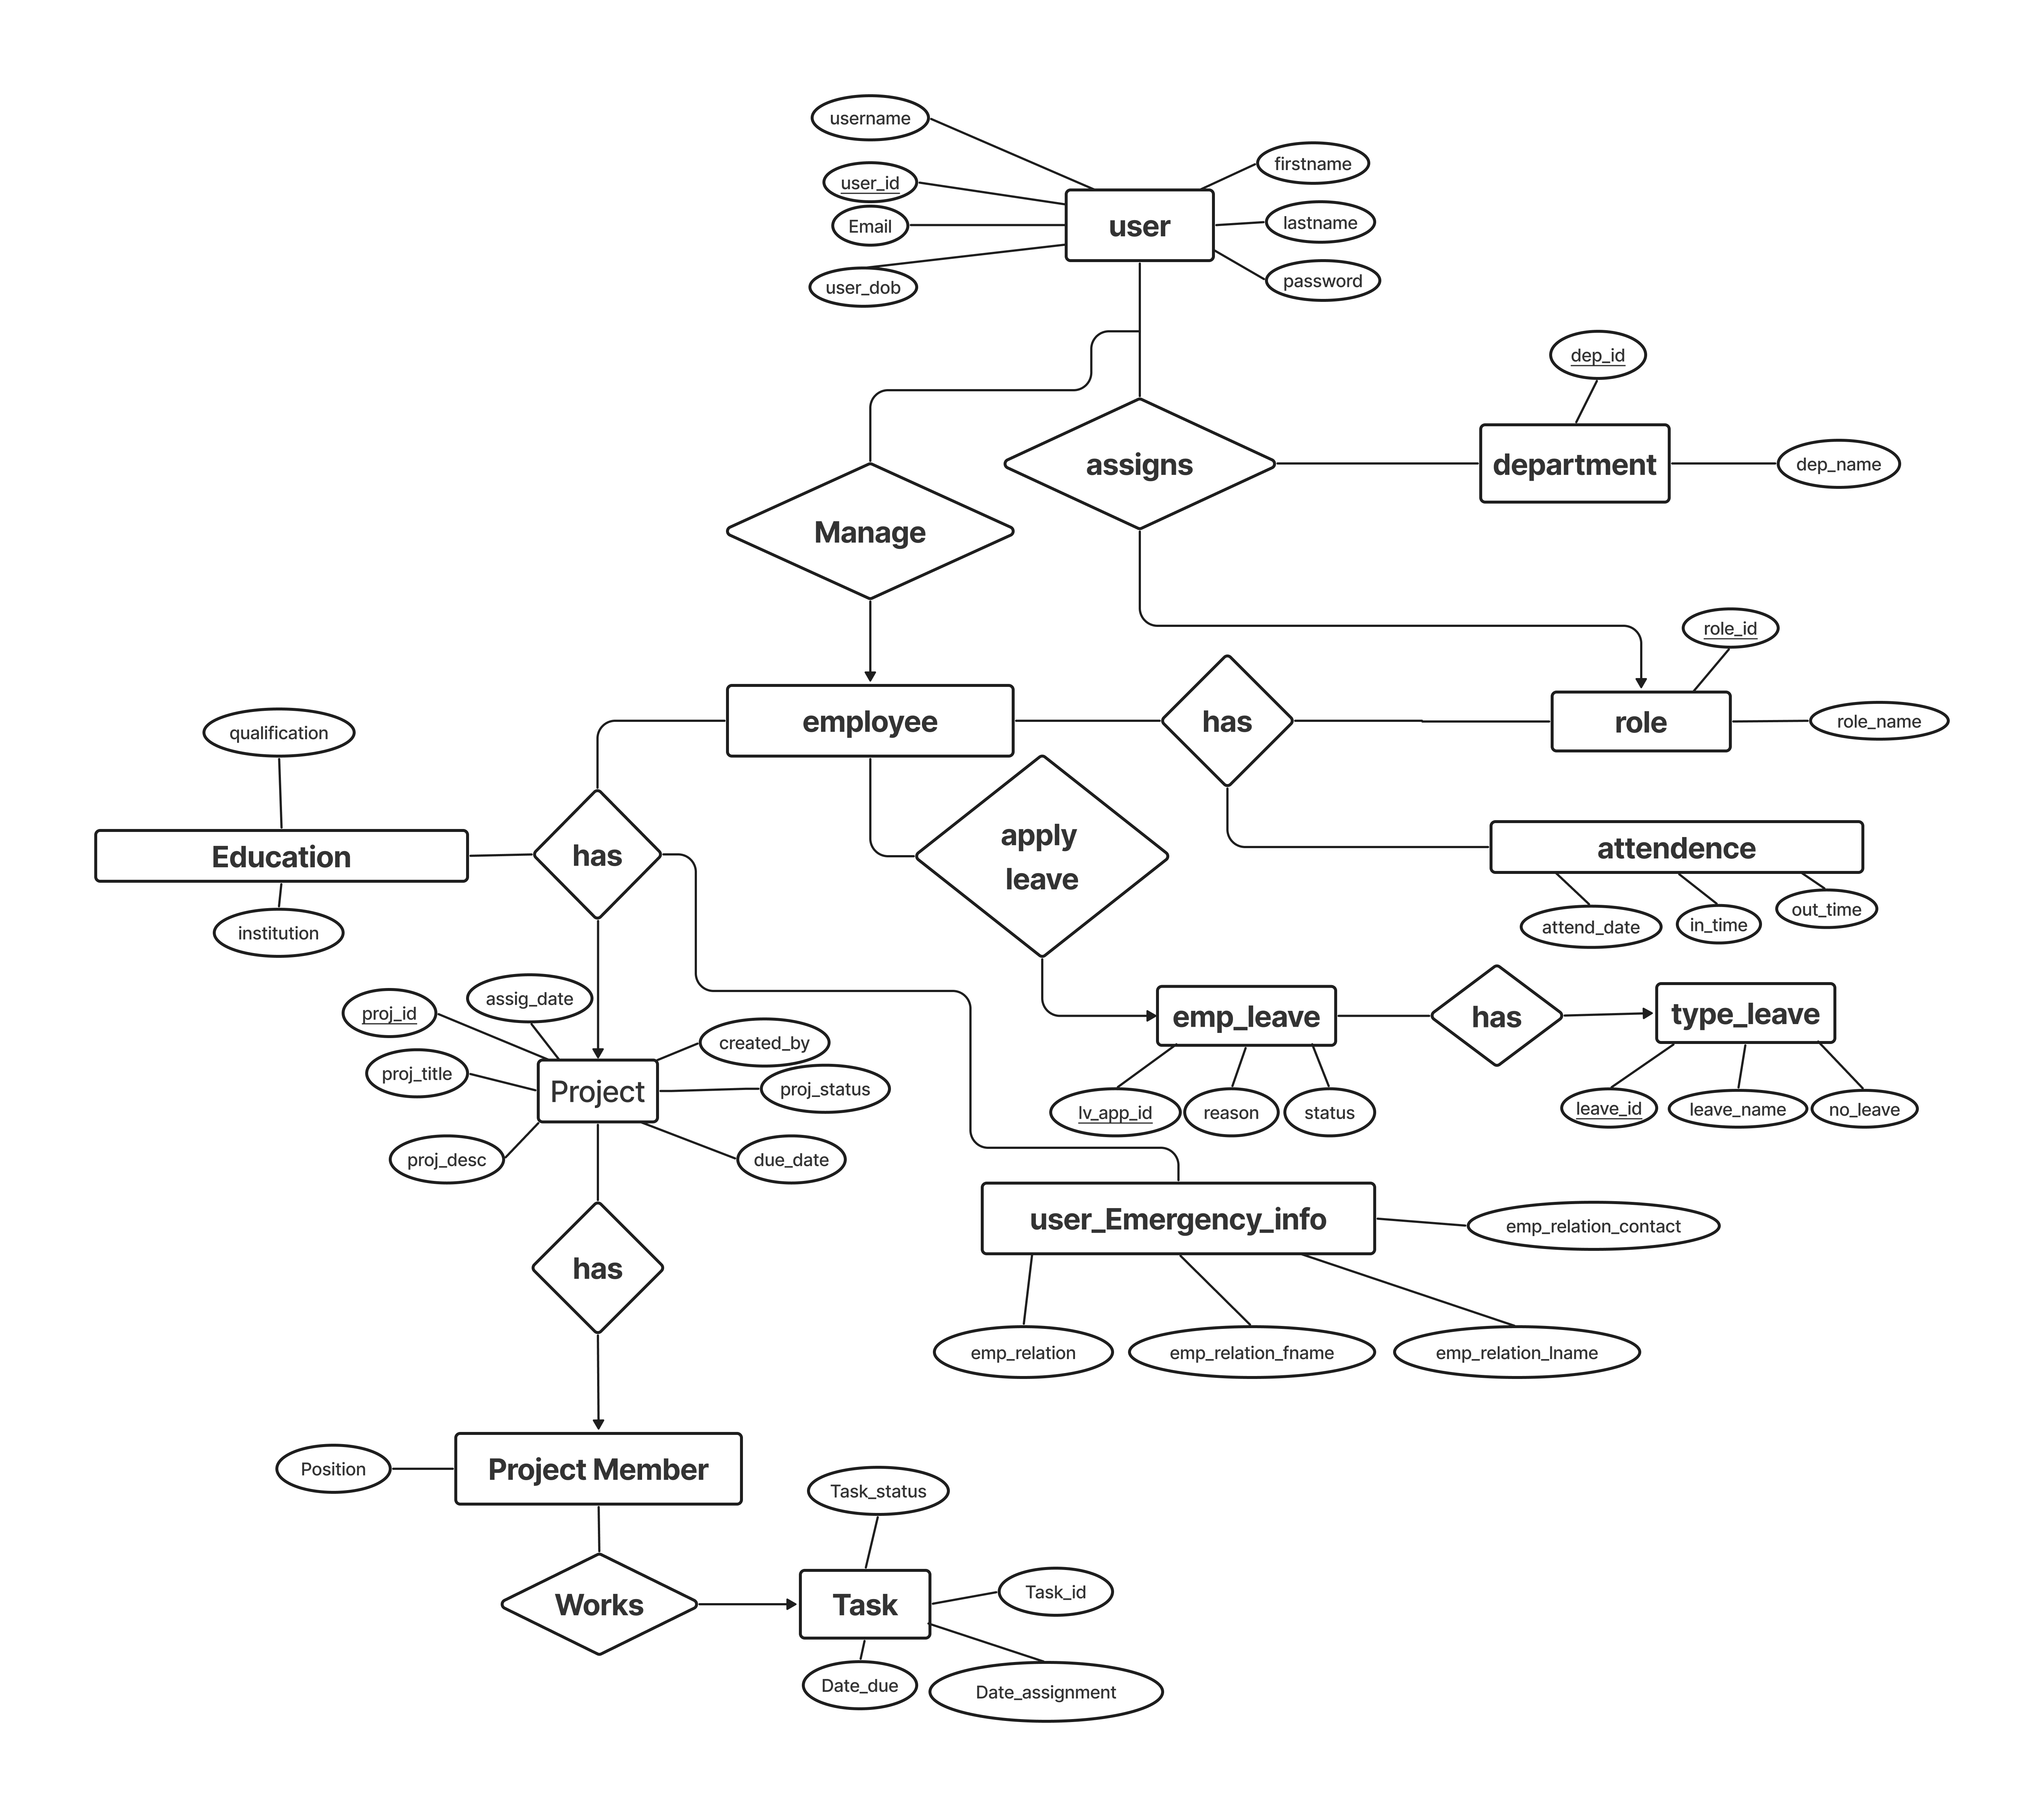 username
firstname
user_id
lastname
user
Email
password
user_dob
dep_id
assigns
department
dep_name
Manage
role_id
employee
has
role
role_name
qualification
apply
leave
Education
has
attendence
institution
attend_date
in_time
out_time
proj_id
assig_date
emp_leave
has
type_leave
created_by
proj_title
Project
proj_status
lv_app_id
reason
status
leave_id
leave_name
no_leave
proj_desc
due_date
user_Emergency_info
emp_relation_contact
has
emp_relation
emp_relation_fname
emp_relation_lname
Position
Project Member
Task_status
Works
Task
Task_id
Date_due
Date_assignment